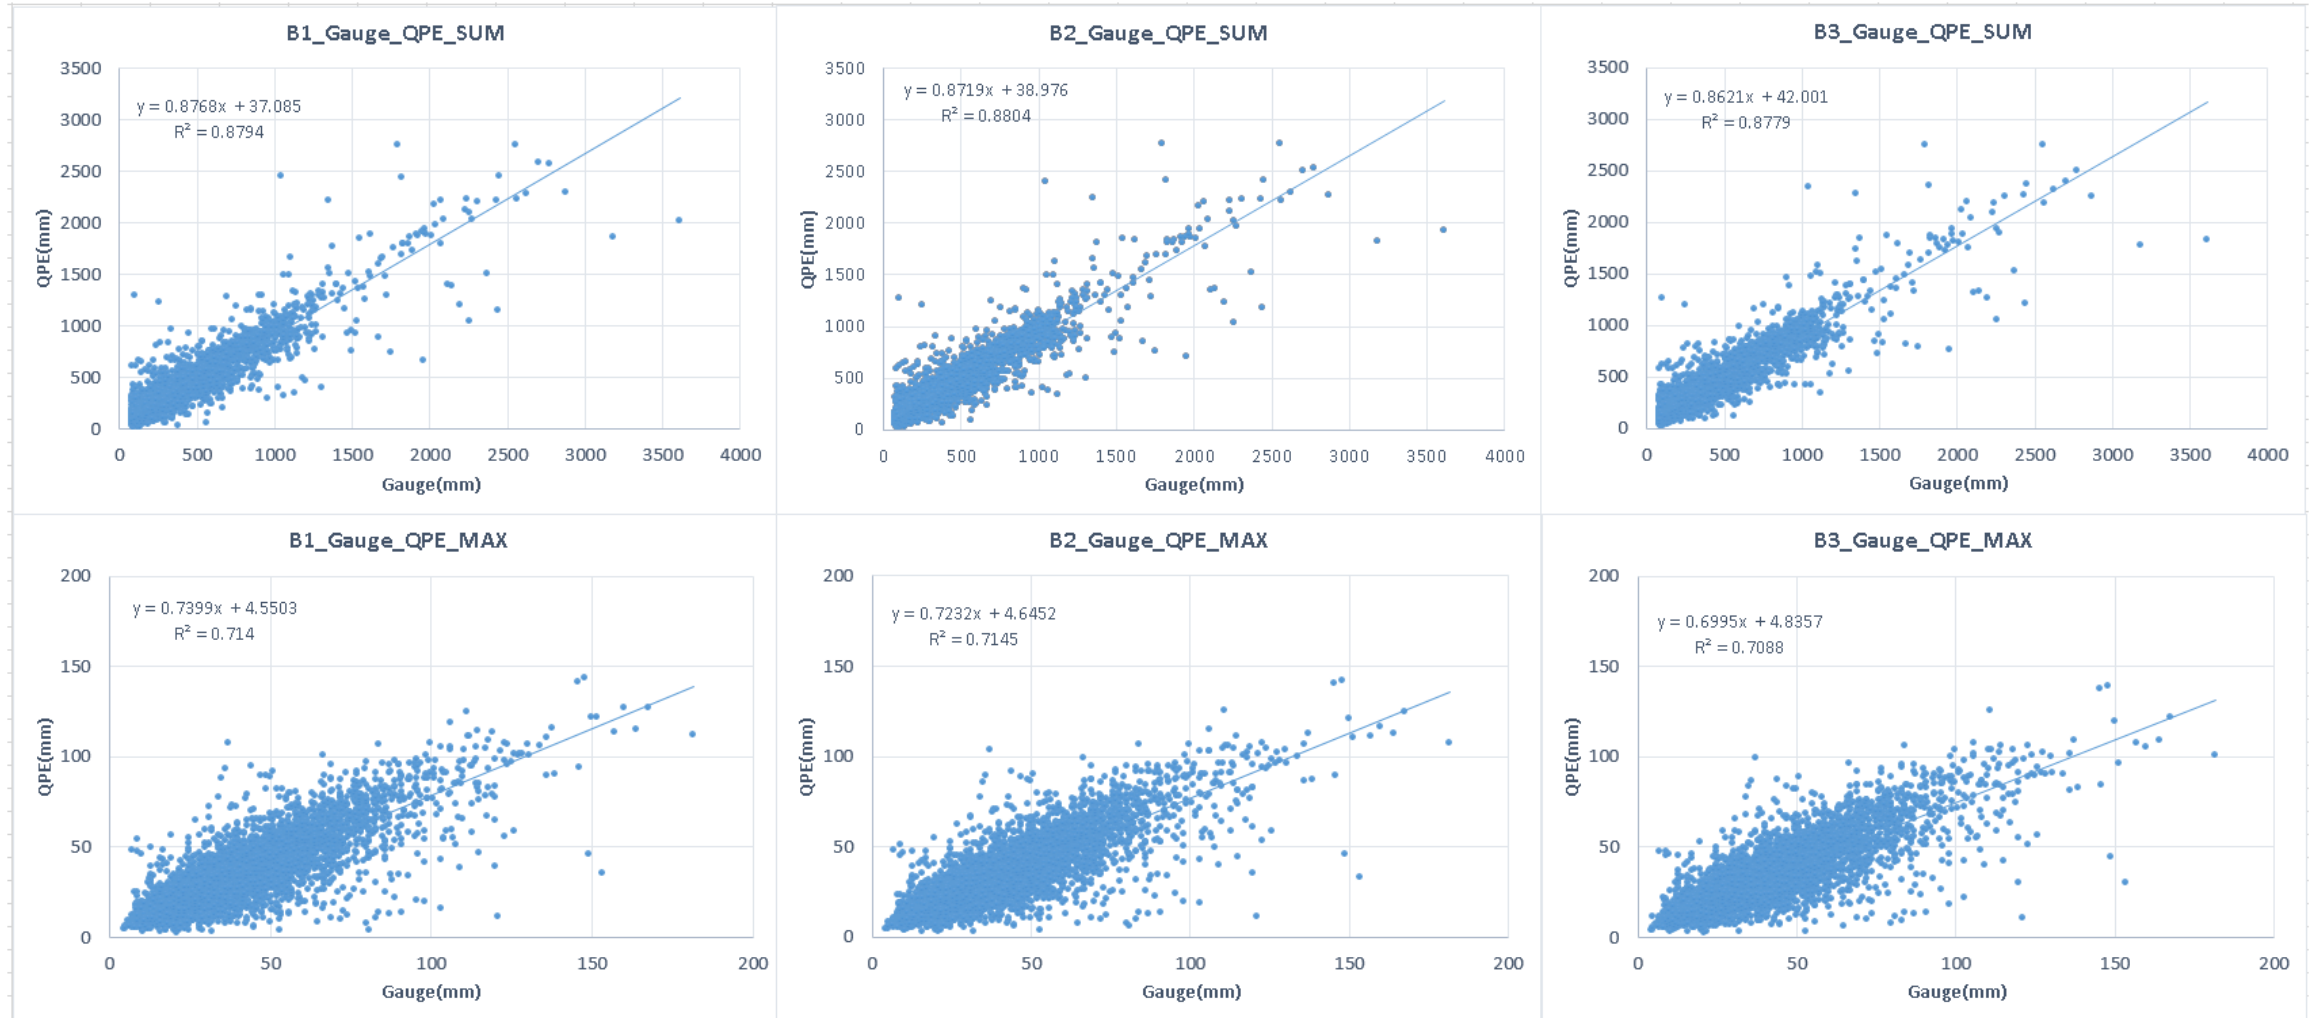 B1_Gauge_QPE_SUM
y = 0.8768x + 37.085
R² = 0.8794
QPE(mm)
3500
3000
2500
2000
1500
1000
500
0
0 500 1000 1500 2000 2500 3000 3500 4000
Gauge(mm)
B2_Gauge_QPE_SUM
y = 0.8719x + 38.976
R² = 0.8804
QPE(mm)
3500
3000
2500
2000
1500
1000
500
0
0 500 1000 1500 2000 2500 3000 3500 4000
Gauge(mm)
B3_Gauge_QPE_SUM
y = 0.8621x + 42.001
R² = 0.8779
QPE(mm)
3500
3000
2500
2000
1500
1000
500
0
0 500 1000 1500 2000 2500 3000 3500 4000
Gauge(mm)
B1_Gauge_QPE_MAX
y = 0.7399x + 4.5503
R² = 0.714
QPE(mm)
200
150
100
50
0
0 50 100 150 200
Gauge(mm)
B2_Gauge_QPE_MAX
y = 0.7232x + 4.6452
R² = 0.7145
QPE(mm)
200
150
100
50
0
0 50 100 150 200
Gauge(mm)
B3_Gauge_QPE_MAX
y = 0.6995x + 4.8357
R² = 0.7088
QPE(mm)
200
150
100
50
0
0 50 100 150 200
Gauge(mm)